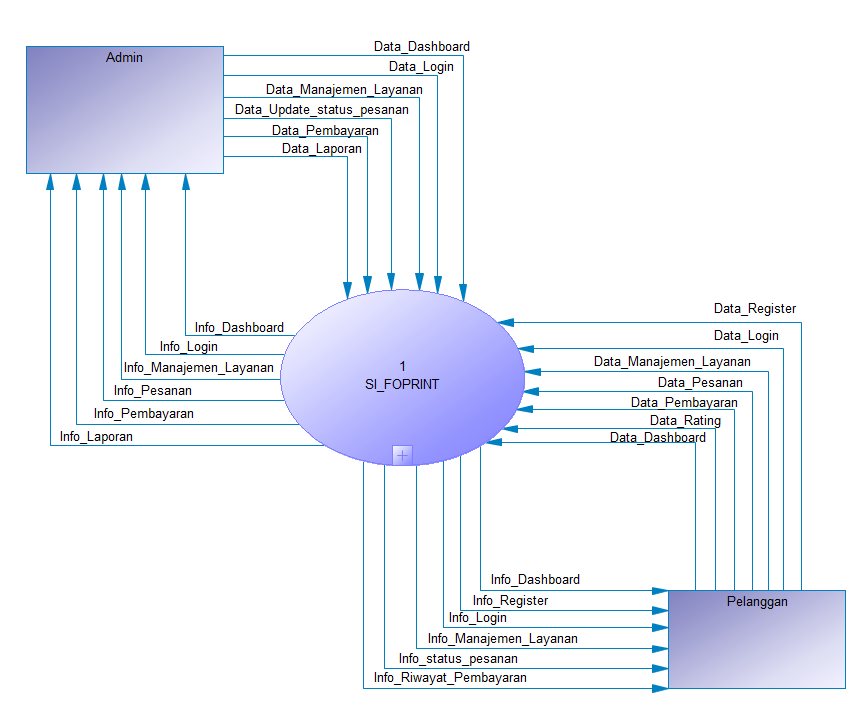 Admin
Data_Dashboard
Data_Login
Data_Manajemen_Layanan
Data_Update_status_pesanan
Data_Pembayaran
Data_Laporan
Info_Dashboard
Info_Login
Info_Manajemen_Layanan
Info_Pesanan
Info_Pembayaran
Info_Laporan
1
SI_FOPRINT
Data_Register
Data_Login
Data_Manajemen_Layanan
Data_Pesanan
Data_Pembayaran
Data_Rating
Data_Dashboard
Info_Dashboard
Info_Register
Info_Login
Info_Manajemen_Layanan
Info_status_pesanan
Info_Riwayat_Pembayaran
Pelanggan